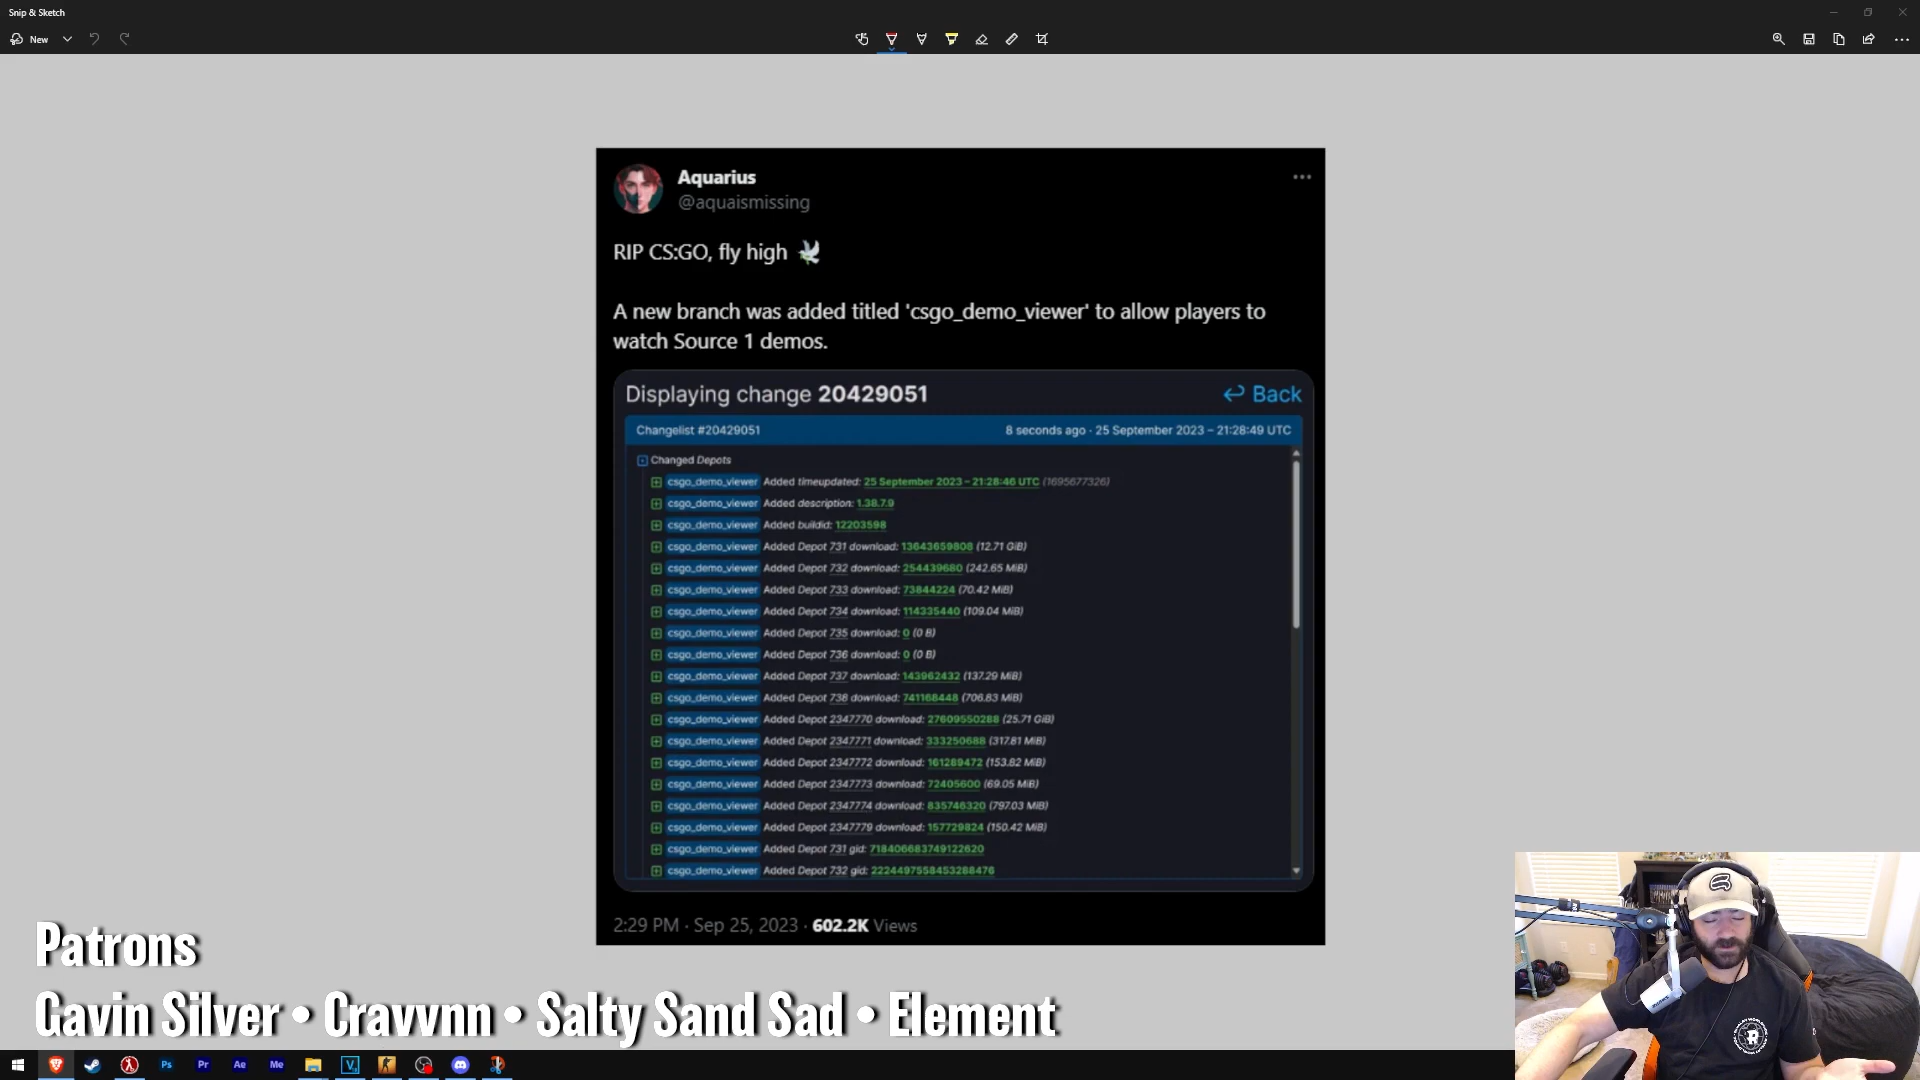 Snip & Sketch
New
Aquarius
@aquaismissing
RIP CS:GO, fly high
A new branch was added titled 'csgo_demo_viewer' to allow players to
watch Source 1 demos.
Displaying change 20429051
Back
Changelist #20429051
8 seconds ago · 25 September 2023 – 21:28:49 UTC
Changed Depots
csgo_demo_viewer Added timeupdated: 25 September 2023 – 21:28:46 UTC (1695677326)
csgo_demo_viewer Added description: 1.38.7.9
csgo_demo_viewer Added buildid: 12203598
csgo_demo_viewer Added Depot 731 download: 13643659808 (12.71 GiB)
csgo_demo_viewer Added Depot 732 download: 254439680 (242.65 MiB)
csgo_demo_viewer Added Depot 733 download: 73844224 (70.42 MiB)
csgo_demo_viewer Added Depot 734 download: 114335440 (109.04 MiB)
csgo_demo_viewer Added Depot 735 download: 0 (0 B)
csgo_demo_viewer Added Depot 736 download: 0 (0 B)
csgo_demo_viewer Added Depot 737 download: 143962432 (137.29 MiB)
csgo_demo_viewer Added Depot 738 download: 741168448 (706.83 MiB)
csgo_demo_viewer Added Depot 2347770 download: 27609550288 (25.71 GiB)
csgo_demo_viewer Added Depot 2347771 download: 333250688 (317.81 MiB)
csgo_demo_viewer Added Depot 2347772 download: 161289472 (153.82 MiB)
csgo_demo_viewer Added Depot 2347773 download: 72405600 (69.05 MiB)
csgo_demo_viewer Added Depot 2347774 download: 835746320 (797.03 MiB)
csgo_demo_viewer Added Depot 2347779 download: 157729824 (150.42 MiB)
csgo_demo_viewer Added Depot 731 gid: 718406683749122620
csgo_demo_viewer Added Depot 732 gid: 2224497558453288476
2:29 PM · Sep 25, 2023 · 602.2K Views
Patrons
Gavin Silver • Cravvnn • Salty Sand Sad • Element
Ps
Pr
Ae
Me
V